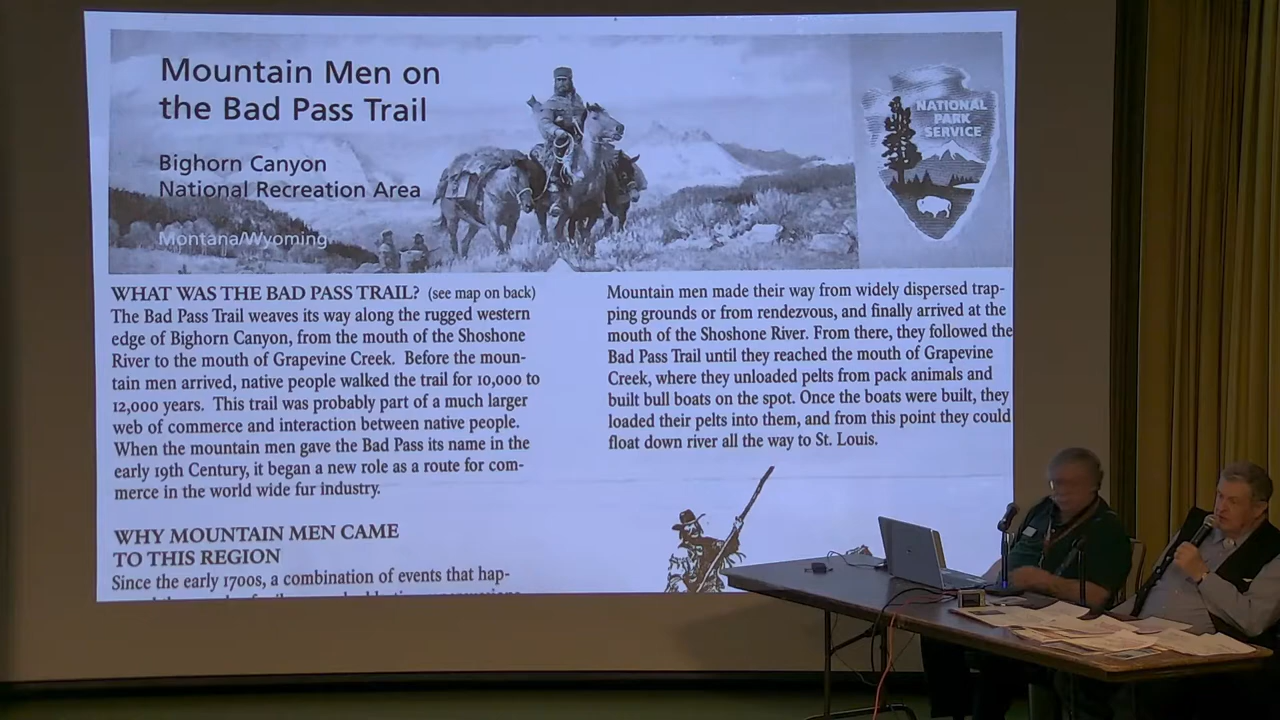 Mountain Men on
the Bad Pass Trail
Bighorn Canyon
National Recreation Area
Montana/Wyoming
NATIONAL
PARK
SERVICE
WHAT WAS THE BAD PASS TRAIL? (see map on back)
The Bad Pass Trail weaves its way along the rugged western
edge of Bighorn Canyon, from the mouth of the Shoshone
River to the mouth of Grapevine Creek. Before the moun-
tain men arrived, native people walked the trail for 10,000 to
12,000 years. This trail was probably part of a much larger
web of commerce and interaction between native people.
When the mountain men gave the Bad Pass its name in the
early 19th Century, it began a new role as a route for com-
merce in the world wide fur industry.
WHY MOUNTAIN MEN CAME
TO THIS REGION
Since the early 1700s, a combination of events that hap-
Mountain men made their way from widely dispersed trap-
ping grounds or from rendezvous, and finally arrived at the
mouth of the Shoshone River. From there, they followed the
Bad Pass Trail until they reached the mouth of Grapevine
Creek, where they unloaded pelts from pack animals and
built bull boats on the spot. Once the boats were built, they
loaded their pelts into them, and from this point they could
float down river all the way to St. Louis.